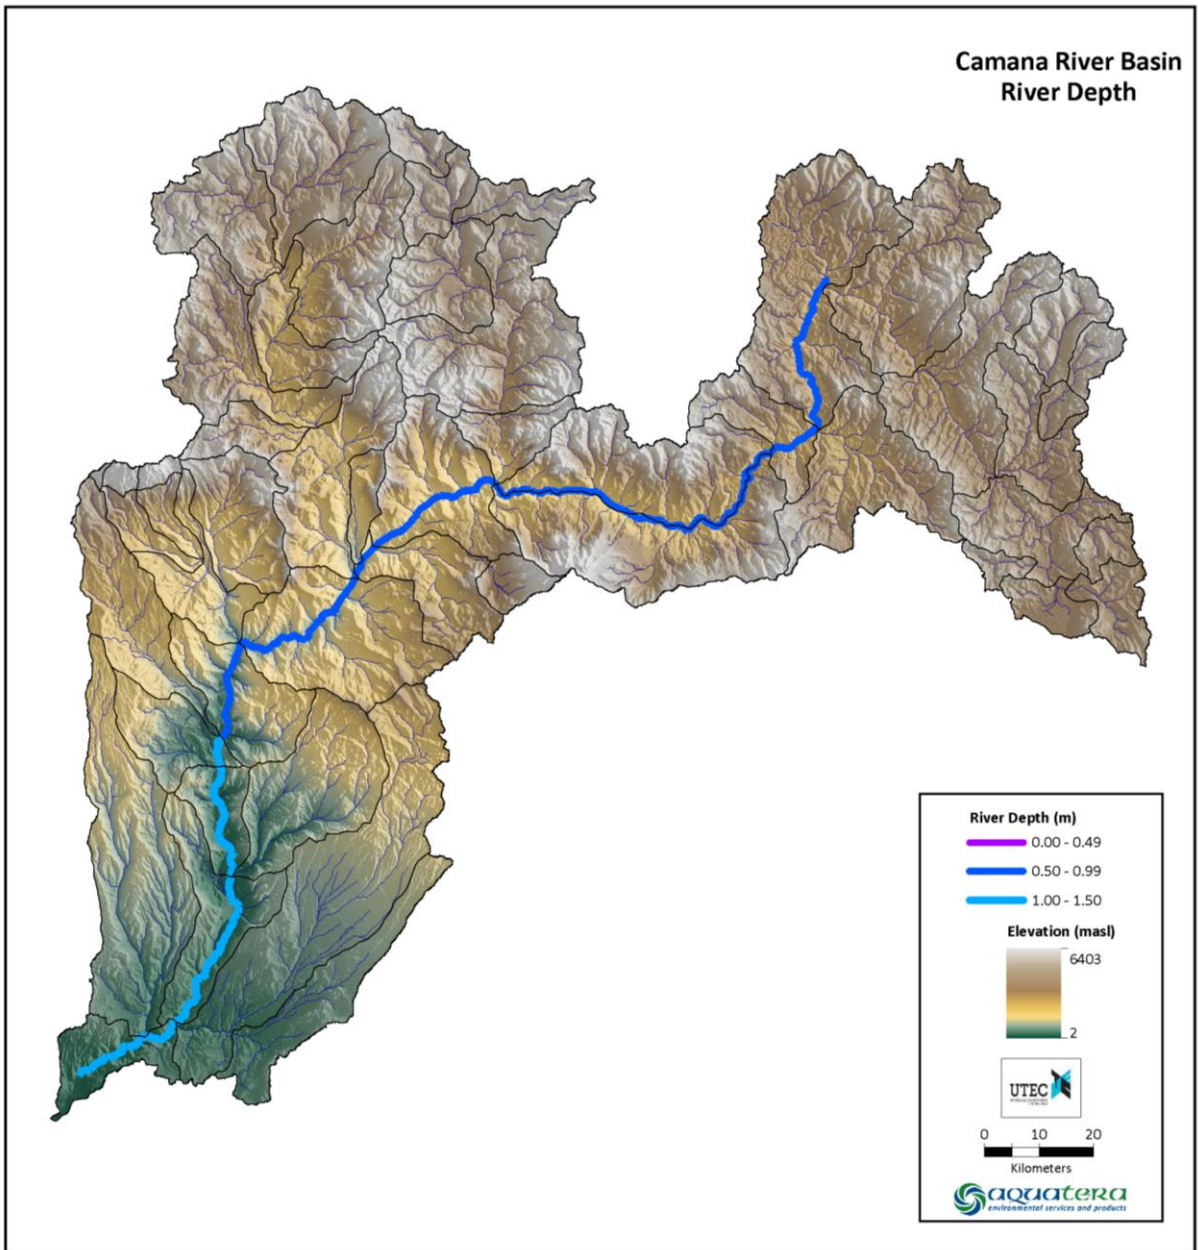 Camana River Basin
River Depth
River Depth (m)
0.00 - 0.49
0.50 - 0.99
1.00 - 1.50
Elevation (masl)
6403
2
UTEC
0 10 20
Kilometers
aquatera
environmental services and products